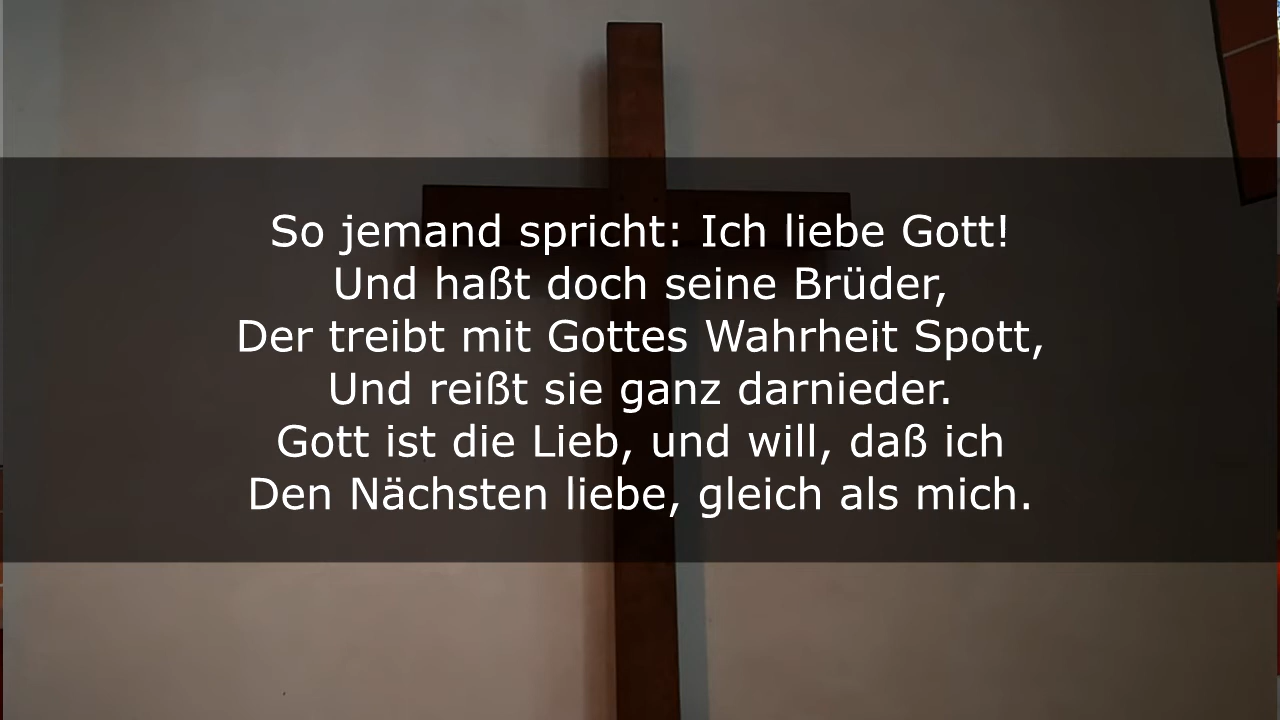 So jemand spricht: Ich liebe Gott!
Und haßt doch seine Brüder,
Der treibt mit Gottes Wahrheit Spott,
Und reißt sie ganz darnieder.
Gott ist die Lieb, und will, daß ich
Den Nächsten liebe, gleich als mich.